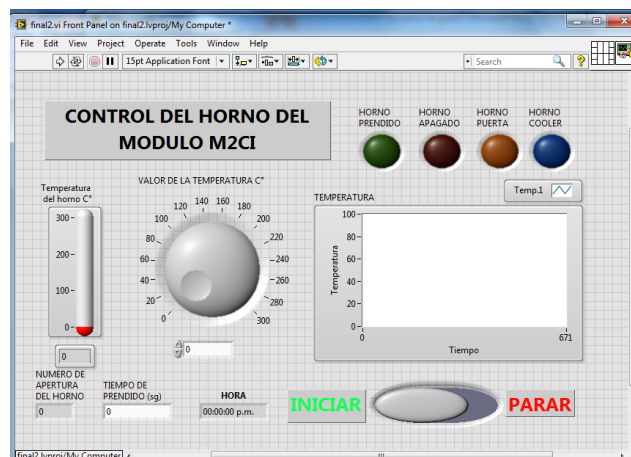 final2.vi Front Panel on final2.lvproj/My Computer *
File Edit View Project Operate Tools Window Help
15pt Application Font
Search
CONTROL DEL HORNO DEL
MODULO M2CI
HORNO
PRENDIDO
HORNO
APAGADO
HORNO
PUERTA
HORNO
COOLER
Temperatura
del horno C°
300
200
100
0
0
VALOR DE LA TEMPERATURA C°
0
20
40
60
80
100
120
140
160
180
200
220
240
260
280
300
0
TEMPERATURA
Temp.1
Temperatura
100
80
60
40
20
0
0
671
Tiempo
NUMERO DE
APERTURA
DEL HORNO
0
TIEMPO DE
PRENDIDO (sg)
0
HORA
00:00:00 p.m.
INICIAR
PARAR
final2.lvproj/My Computer